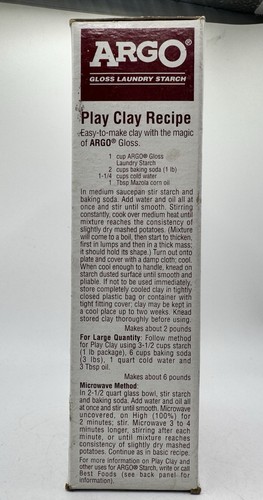 ARGO®
GLOSS LAUNDRY STARCH
Play Clay Recipe
Easy-to-make clay with the magic
of ARGO® Gloss.
1 cup ARGO® Gloss
Laundry Starch
2 cups baking soda (1 lb)
1-1/4 cups cold water
1 Tbsp Mazola corn oil
In medium saucepan stir starch and
baking soda. Add water and oil all at
once and stir until smooth. Stirring
constantly, cook over medium heat until
mixture reaches the consistency of
slightly dry mashed potatoes. (Mixture
will come to a boil, then start to thicken,
first in lumps and then in a thick mass;
it should hold its shape.) Turn out onto
plate and cover with a damp cloth; cool.
When cool enough to handle, knead on
starch dusted surface until smooth and
pliable. If not to be used immediately,
store completely cooled clay in tightly
closed plastic bag or container with
tight fitting cover; clay may be kept in
a cool place up to two weeks. Knead
stored clay thoroughly before using.
Makes about 2 pounds
For Large Quantity: Follow method
for Play Clay using 3-1/2 cups starch
(1 lb package), 6 cups baking soda
(3 lbs), 1 quart cold water and
3 Tbsp oil.
Makes about 6 pounds
Microwave Method:
In 2-1/2 quart glass bowl, stir starch
and baking soda. Add water and oil all
at once and stir until smooth. Microwave
uncovered, on High (100%) for
2 minutes; stir. Microwave 3 to 4
minutes longer, stirring after each
minute, or until mixture reaches
consistency of slightly dry mashed
potatoes. Continue as in basic recipe.
For more information on Play Clay and
other uses for ARGO® Starch, write or call
Best Foods (see back panel for
information).